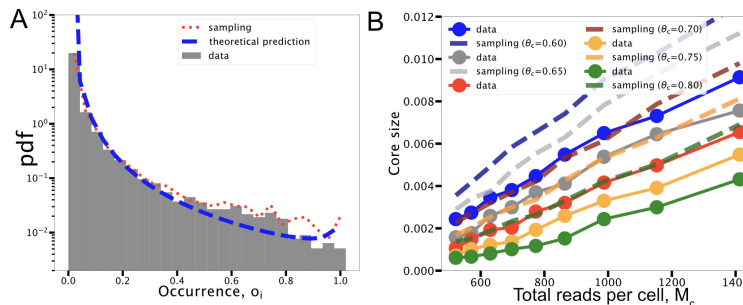 A
10²
10¹
10⁰
10⁻¹
10⁻²
pdf
sampling
theoretical prediction
data
0.0
0.2
0.4
0.6
0.8
1.0
Occurrence, oᵢ
B
0.012
0.010
0.008
0.006
0.004
0.002
0.000
Core size
data
sampling (θc=0.60)
data
sampling (θc=0.65)
data
sampling (θc=0.70)
data
sampling (θc=0.75)
data
sampling (θc=0.80)
600
800
1000
1200
140
Total reads per cell, Mc